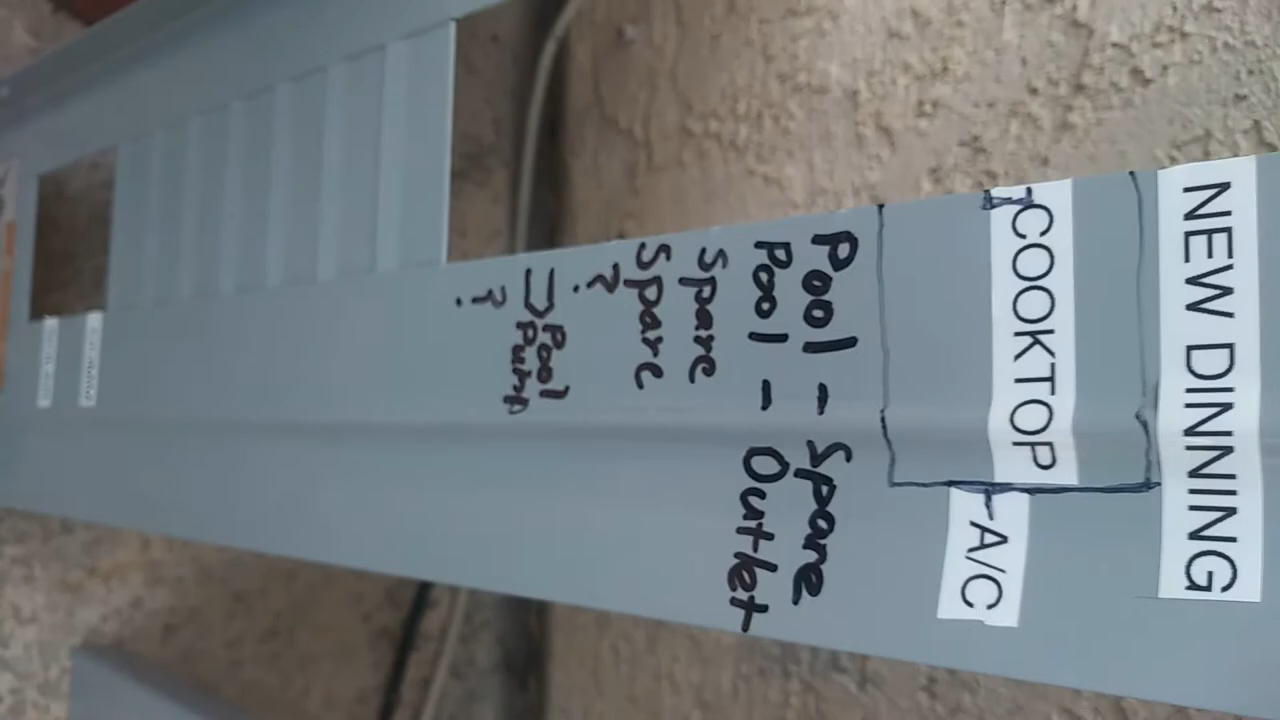 NEW DINNING
COOKTOP
A/C
Pool - Spare
Pool - Outlet
Spare
Spare
?
Pool
Pump
?